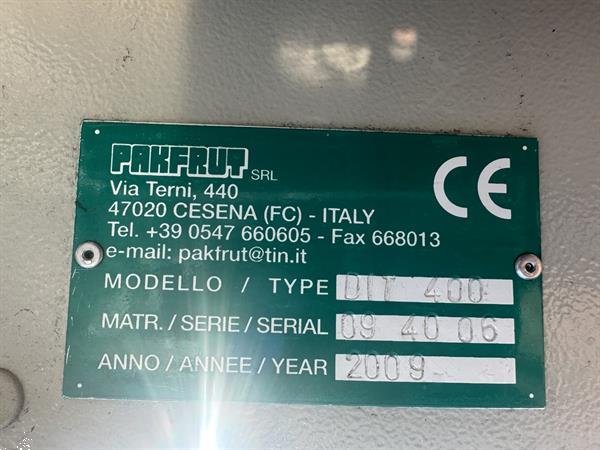 PAKFRUT SRL
CE
Via Terni, 440
47020 CESENA (FC) - ITALY
Tel. +39 0547 660605 - Fax 668013
e-mail: pakfrut@tin.it
MODELLO / TYPE DIT 400
MATR. / SERIE / SERIAL 09 40 06
ANNO / ANNEE / YEAR 2009